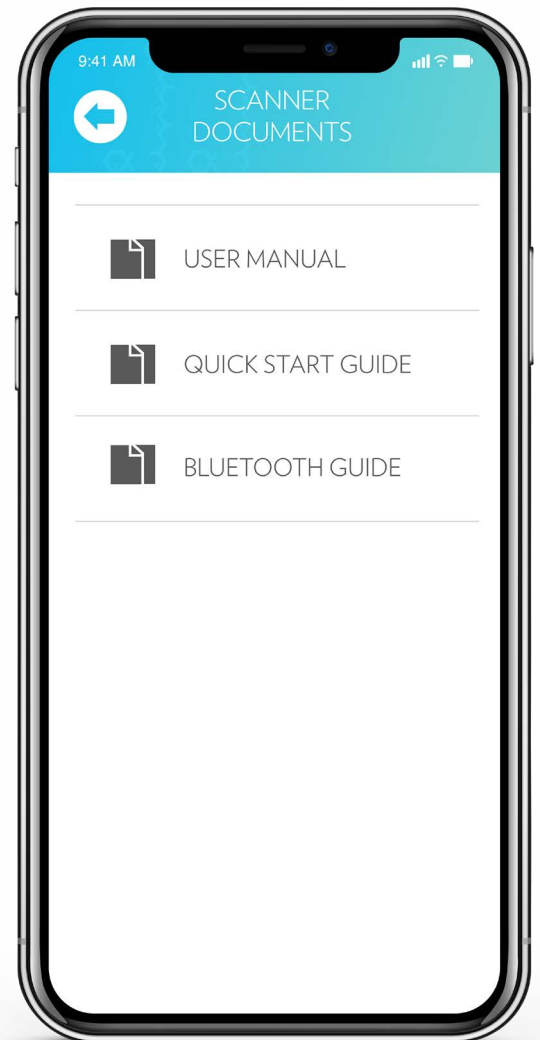 9:41 AM
SCANNER
DOCUMENTS
USER MANUAL
QUICK START GUIDE
BLUETOOTH GUIDE